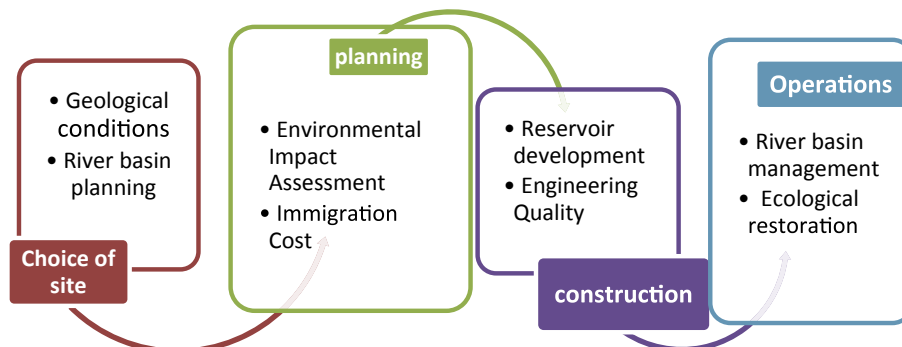 • Geological
conditions
• River basin
planning
Choice of
site
planning
• Environmental
Impact
Assessment
• Immigration
Cost
• Reservoir
development
• Engineering
Quality
construction
Operations
• River basin
management
• Ecological
restoration